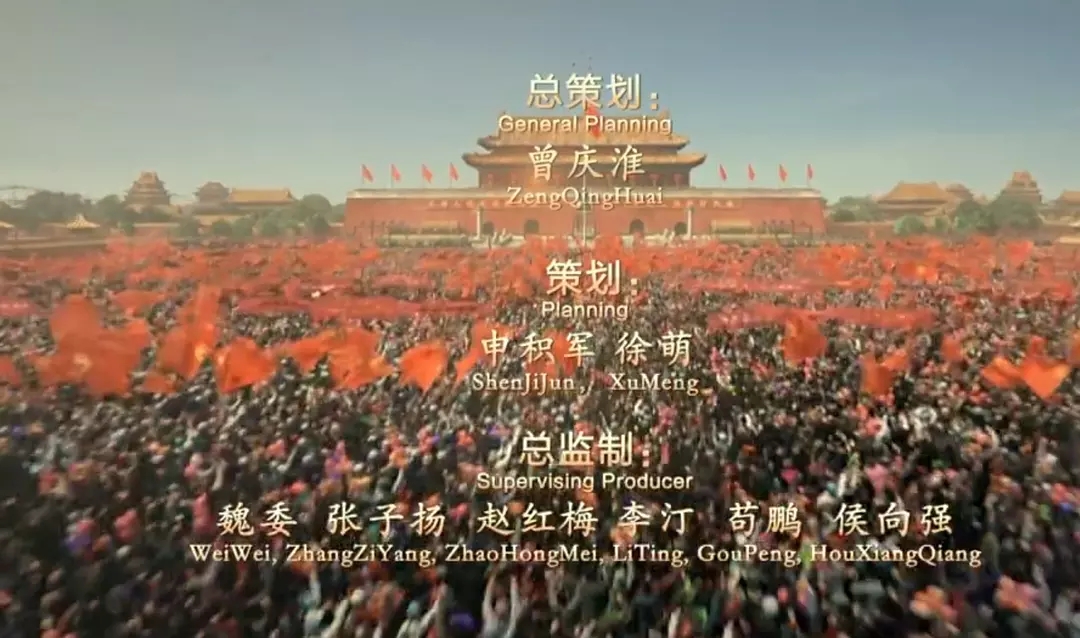 总策划：
General Planning
曾庆淮
ZengQingHuai
策划：
Planning
申积军 徐萌
ShenJiJun, XuMeng
总监制：
Supervising Producer
魏委 张子扬 赵红梅 李汀 苟鹏 侯向强
WeiWei, ZhangZiYang, ZhaoHongMei, LiTing, GouPeng, HouXiangQiang